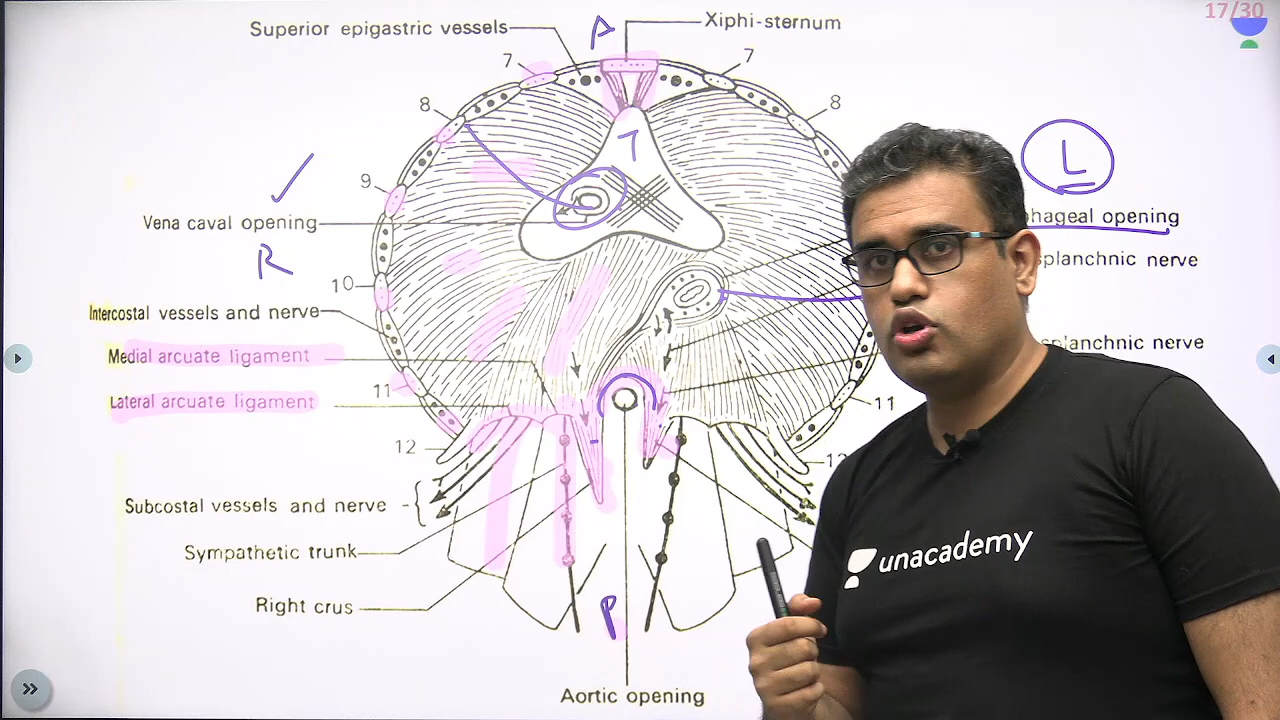 17/30
Superior epigastric vessels
A
Xiphi-sternum
7
7
8
8
T
L
9
Vena caval opening
phageal opening
R
splanchnic nerve
10
Intercostal vessels and nerve
splanchnic nerve
Medial arcuate ligament
11
Lateral arcuate ligament
11
12
12
Subcostal vessels and nerve
unacademy
Sympathetic trunk
Right crus
P
Aortic opening